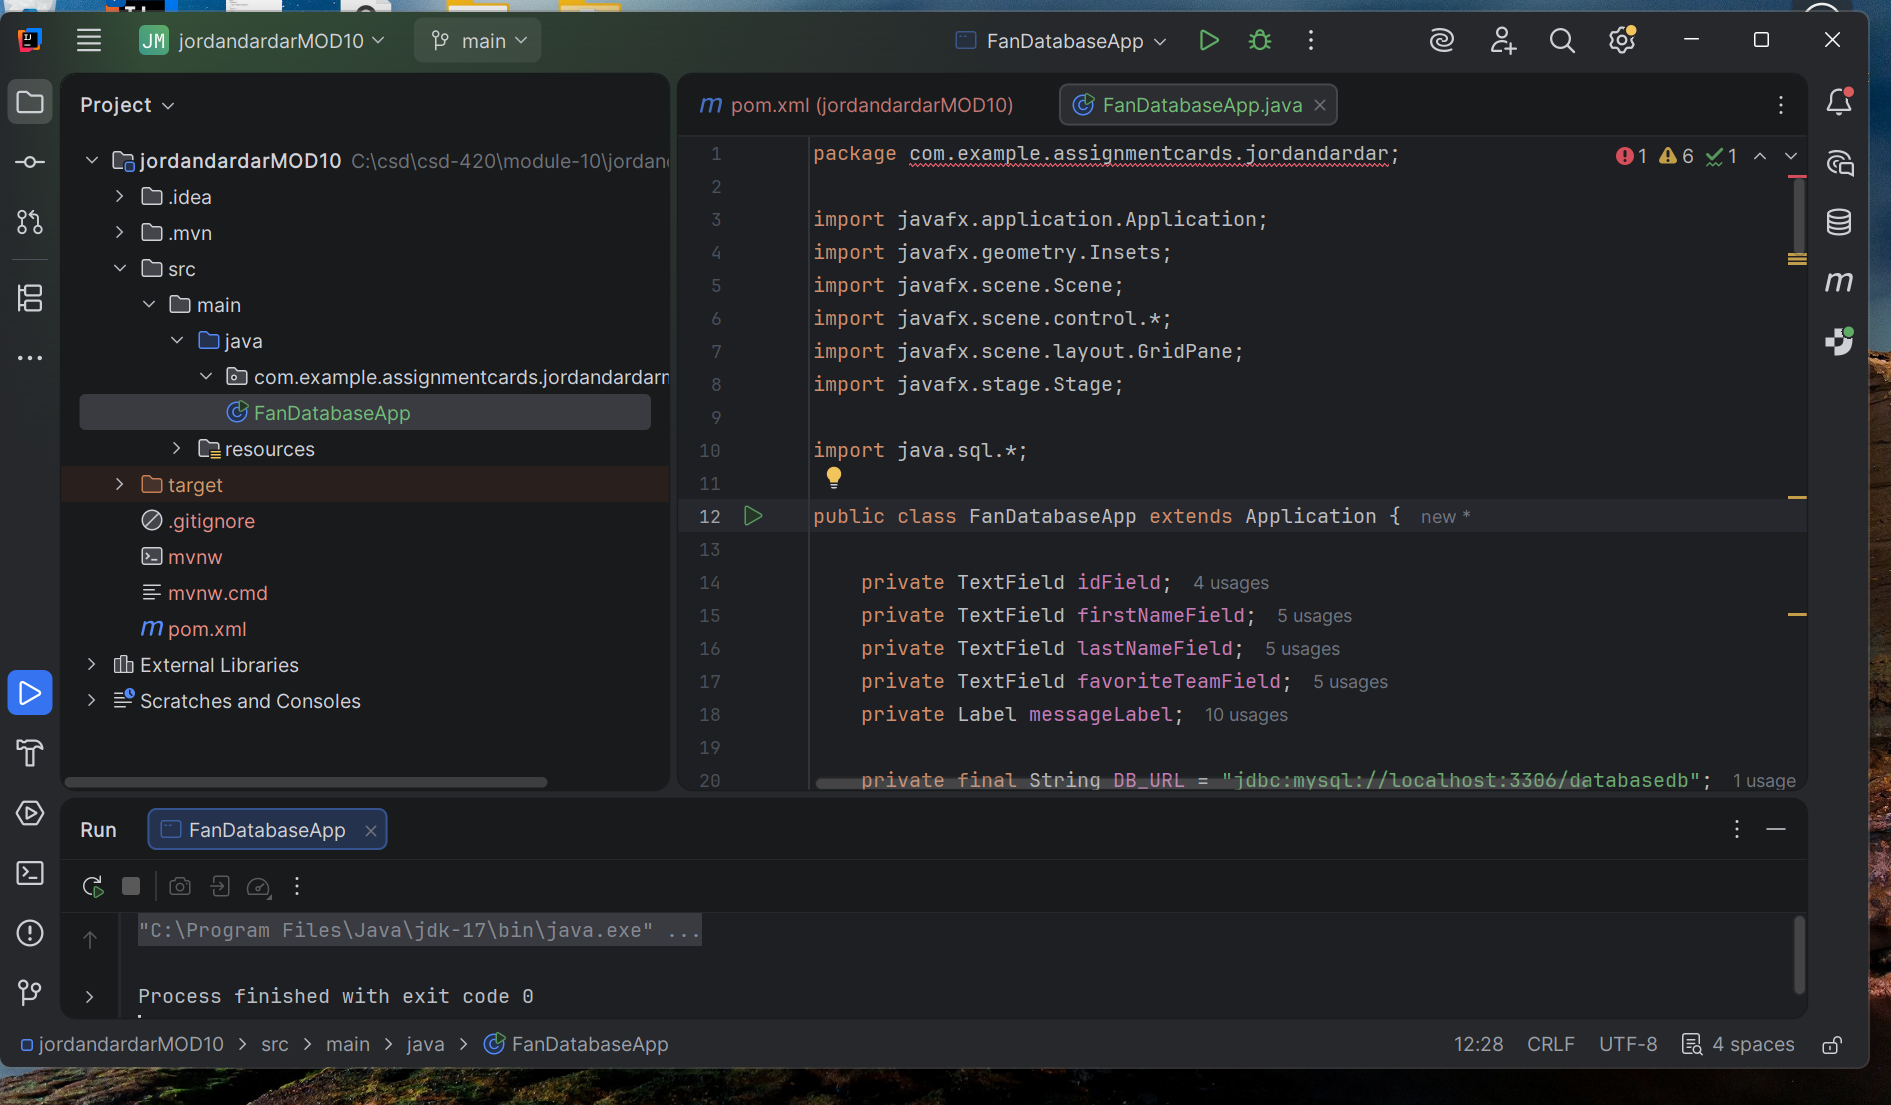 JM jordandardarMOD10 main FanDatabaseApp
Project
jordandardarMOD10 C:\csd\csd-420\module-10\jordan
.idea
.mvn
src
main
java
com.example.assignmentcards.jordandardarm
FanDatabaseApp
resources
target
.gitignore
mvnw
mvnw.cmd
pom.xml
External Libraries
Scratches and Consoles
pom.xml (jordandardarMOD10) FanDatabaseApp.java
1 package com.example.assignmentcards.jordandardar; 1 6 1
2
3 import javafx.application.Application;
4 import javafx.geometry.Insets;
5 import javafx.scene.Scene;
6 import javafx.scene.control.*;
7 import javafx.scene.layout.GridPane;
8 import javafx.stage.Stage;
9
10 import java.sql.*;
11
12 public class FanDatabaseApp extends Application { new *
13
14 private TextField idField; 4 usages
15 private TextField firstNameField; 5 usages
16 private TextField lastNameField; 5 usages
17 private TextField favoriteTeamField; 5 usages
18 private Label messageLabel; 10 usages
19
20 private final String DB_URL = "jdbc:mysql://localhost:3306/databasedb"; 1 usage
Run FanDatabaseApp
"C:\Program Files\Java\jdk-17\bin\java.exe" ...
Process finished with exit code 0
jordandardarMOD10 > src > main > java > FanDatabaseApp 12:28 CRLF UTF-8 4 spaces